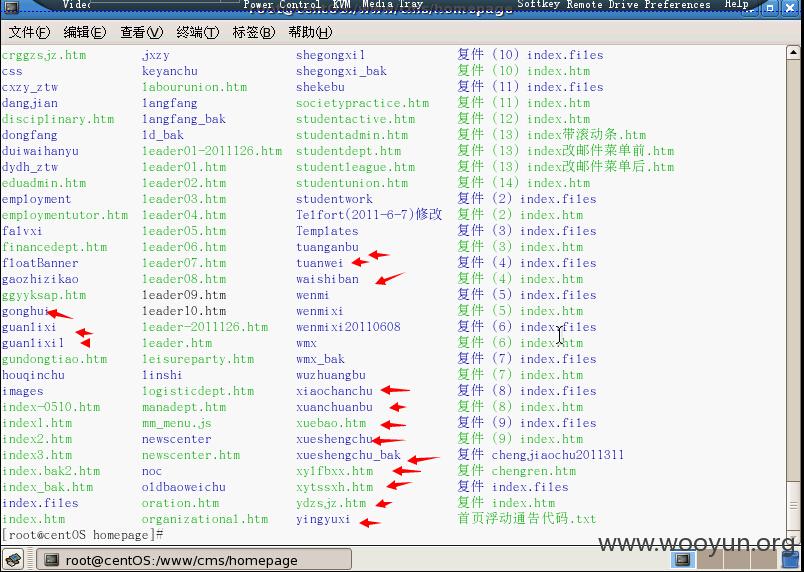 Video Power Control KVM Media Tray Softkey Remote Drive Preferences Help
root@centOS:/www/cms/homepage
文件(F) 编辑(E) 查看(V) 终端(T) 标签(B) 帮助(H)
crggzsjz.htm jxzy shegongxi1 复件 (10) index.files
css keyanchu shegongxi_bak 复件 (10) index.htm
cxzy_ztw labourunion.htm shekebu 复件 (11) index.files
dangjian langfang societypractice.htm 复件 (11) index.htm
disciplinary.htm langfang_bak studentactive.htm 复件 (12) index.htm
dongfang ld_bak studentadmin.htm 复件 (13) index带滚动条.htm
duiwaihanyu leader01-2011126.htm studentdept.htm 复件 (13) index改邮件菜单前.htm
dydh_ztw leader01.htm studentleague.htm 复件 (13) index改邮件菜单后.htm
eduadmin.htm leader02.htm studentunion.htm 复件 (14) index.htm
employment leader03.htm studentwork 复件 (2) index.files
employmentutor.htm leader04.htm Telfort(2011-6-7)修改 复件 (2) index.htm
falvxi leader05.htm Templates 复件 (3) index.files
financedept.htm leader06.htm tuanganbu 复件 (3) index.htm
floatBanner leader07.htm tuanwei 复件 (4) index.files
gaozhizikao leader08.htm waishiban 复件 (4) index.htm
ggyyksap.htm leader09.htm wenmi 复件 (5) index.files
gonghui leader10.htm wenmixi 复件 (5) index.htm
guanlixi leader-2011126.htm wenmixi20110608 复件 (6) index.files
guanlixi1 leader.htm wmx 复件 (6) index.htm
gundongtiao.htm leisureparty.htm wmx_bak 复件 (7) index.files
houqinchu linshi wuzhuangbu 复件 (7) index.htm
images logisticdept.htm xiaochanchu 复件 (8) index.files
index-0510.htm manadept.htm xuanchuanbu 复件 (8) index.htm
index1.htm mm_menu.js xuebao.htm 复件 (9) index.files
index2.htm newscenter xueshengchu 复件 (9) index.htm
index3.htm newscenter.htm xueshengchu_bak 复件 chengjiaochu2011311
index.bak2.htm noc xylfbxx.htm 复件 chengren.htm
index_bak.htm oldbaoweichu xytssxh.htm 复件 index.files
index.files oration.htm ydzsjz.htm 复件 index.htm
index.htm organizational.htm yingyuxi 首页浮动通告代码.txt
[root@centOS homepage]#
www.wooyun.org
root@centOS:/www/cms/homepage